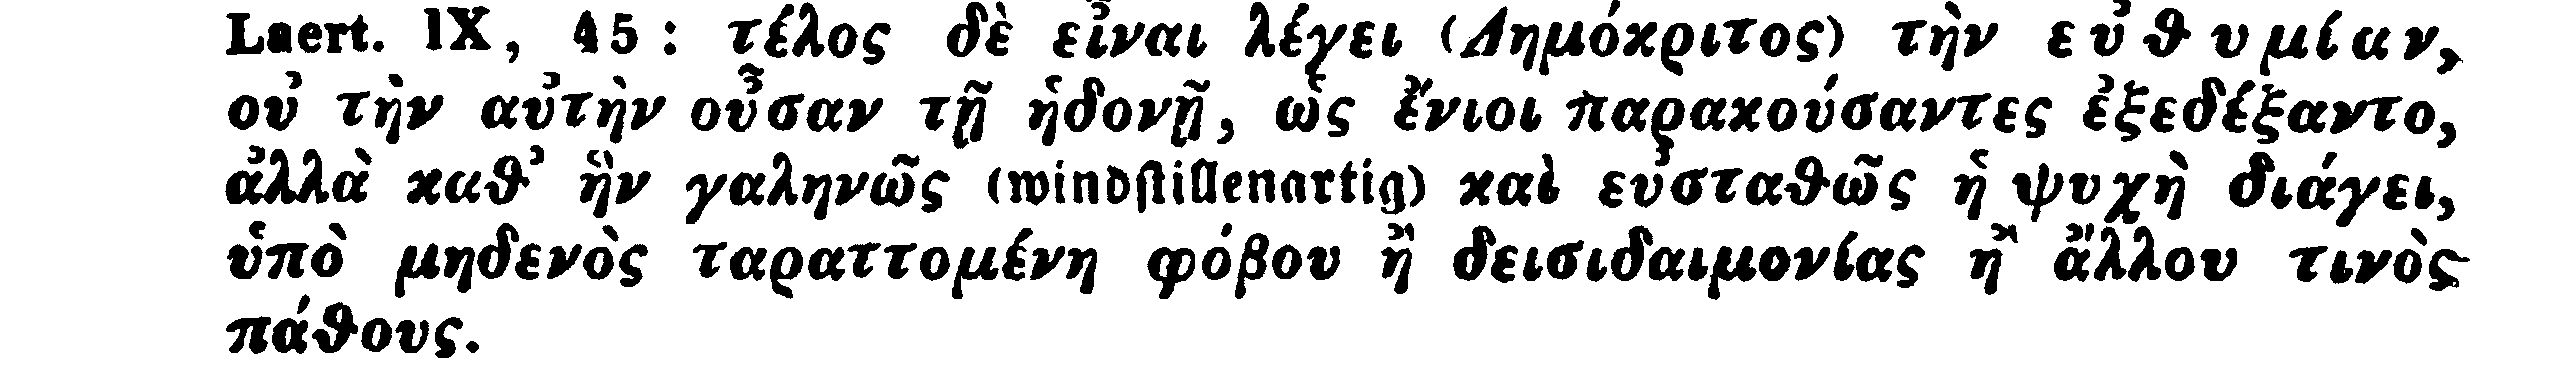 Laert. IX, 45: τέλος δὲ εἶναι λέγει (Δημόκριτος) τὴν εὐθυμίαν,
οὐ τὴν αὐτὴν οὖσαν τῇ ἡδονῇ, ὡς ἔνιοι παρακούσαντες ἐξεδέξαντο,
ἀλλὰ καθ’ ἣν γαληνῶς (windſtillenartig) καὶ εὐσταθῶς ἡ ψυχὴ διάγει,
ὑπὸ μηδενὸς ταραττομένη φόβου ἢ δεισιδαιμονίας ἢ ἄλλου τινὸς
πάθους.